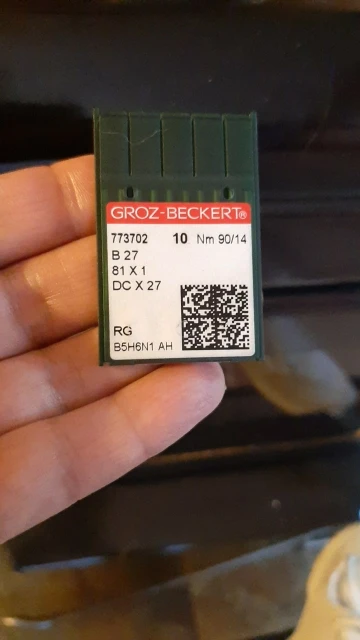 GROZ-BECKERT®
773702 10 Nm 90/14
B 27
81 X 1
DC X 27
RG
B5H6N1 AH